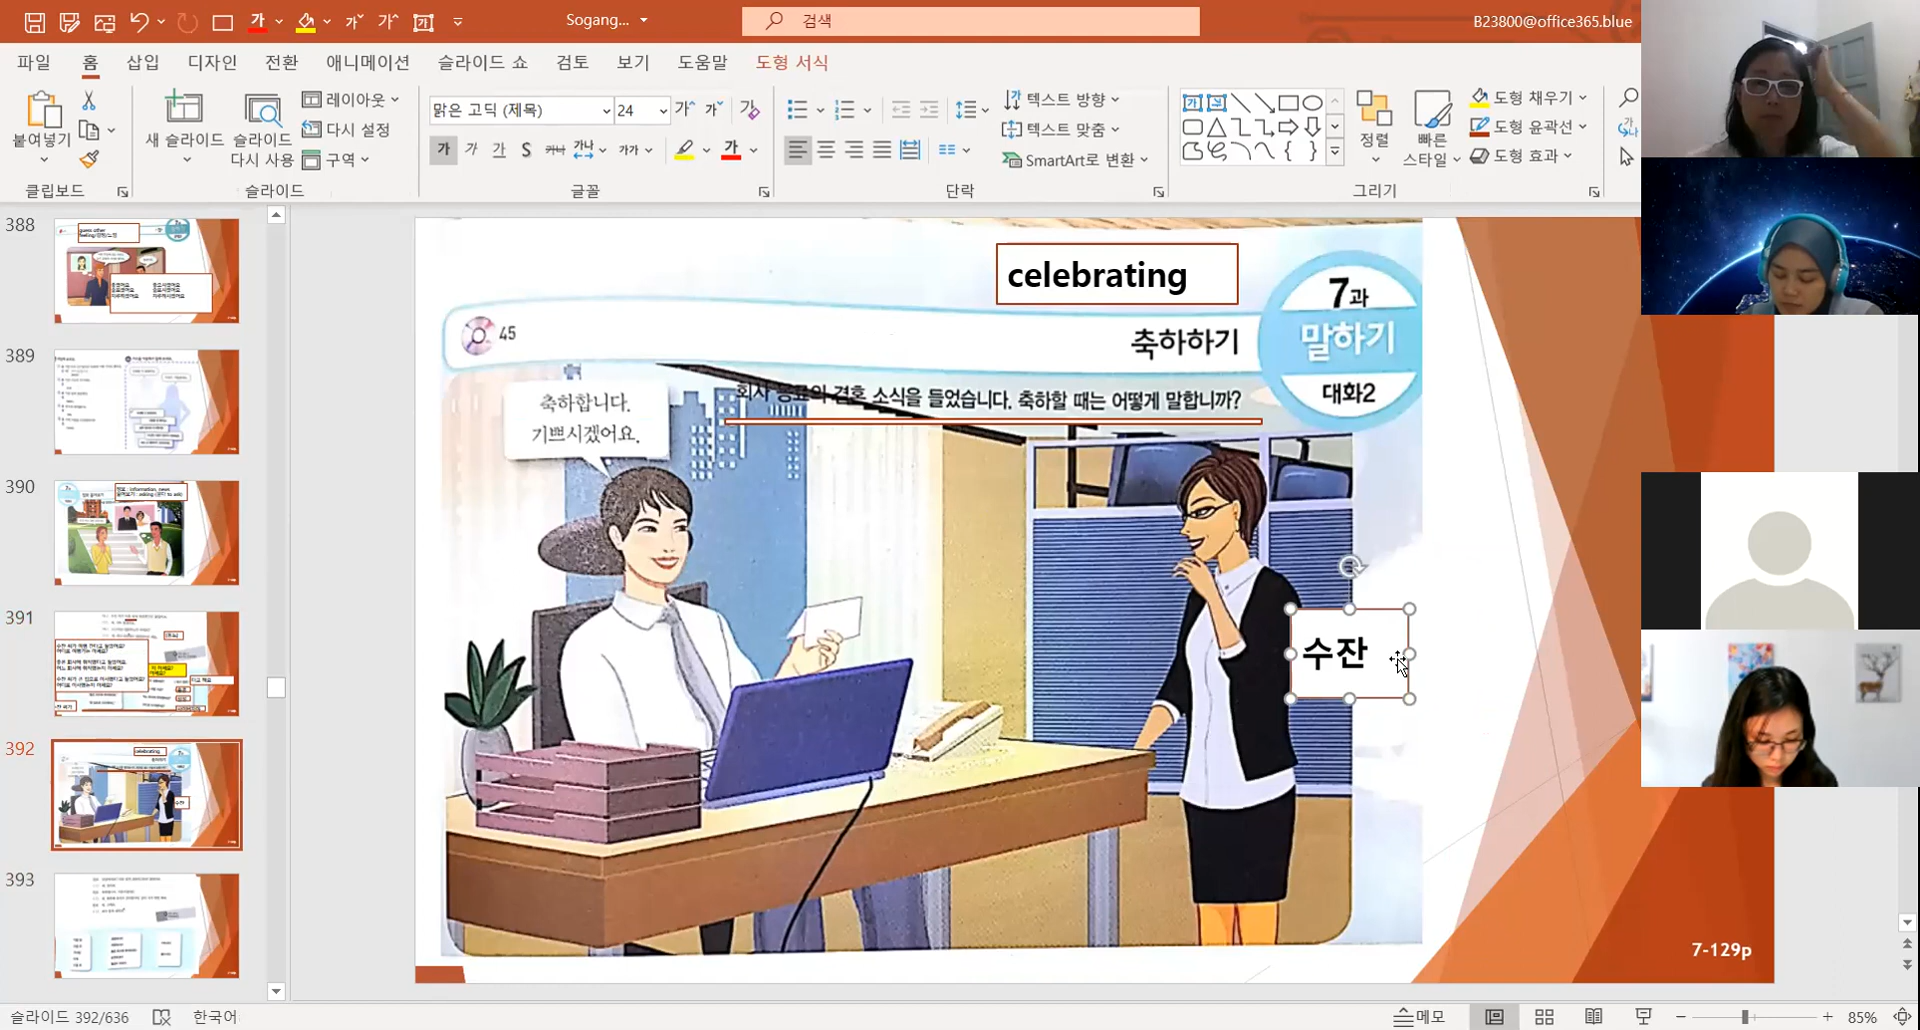 Sogang...
검색
B23800@office365.blue
파일 홈 삽입 디자인 전환 애니메이션 슬라이드 쇼 검토 보기 도움말 도형 서식
붙여넣기
클립보드
새 슬라이드
슬라이드 다시 사용
레이아웃
다시 설정
구역
슬라이드
맑은 고딕 (제목) 24
글꼴
텍스트 방향
텍스트 맞춤
SmartArt로 변환
단락
정렬
빠른 스타일
도형 채우기
도형 윤곽선
도형 효과
그리기
388
389
390
391
392
393
celebrating
7과
말하기
대화2
45
축하하기
회사 동료의 결혼 소식을 들었습니다. 축하할 때는 어떻게 말합니까?
축하합니다.
기쁘시겠어요.
수잔
7-129p
슬라이드 392/636
한국어
메모
85%